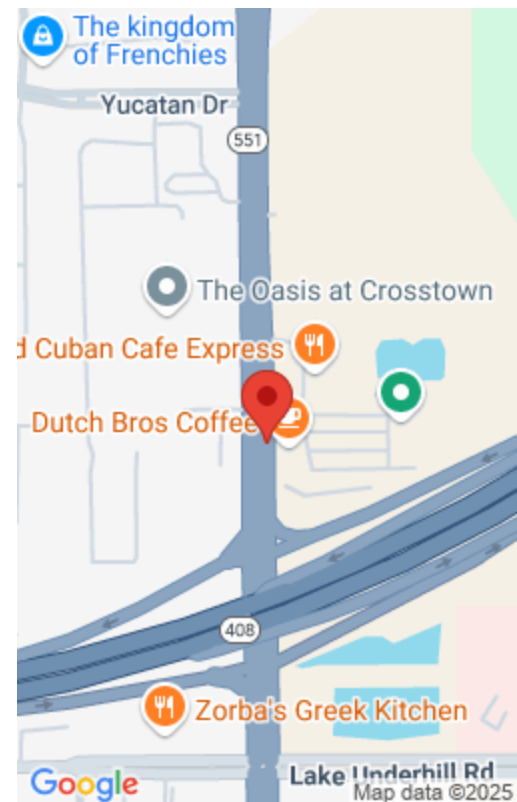 The kingdom
of Frenchies
Yucatan Dr
551
The Oasis at Crosstown
d Cuban Cafe Express
Dutch Bros Coffee
408
Zorba's Greek Kitchen
Lake Underhill Rd
Google
Map data ©2025